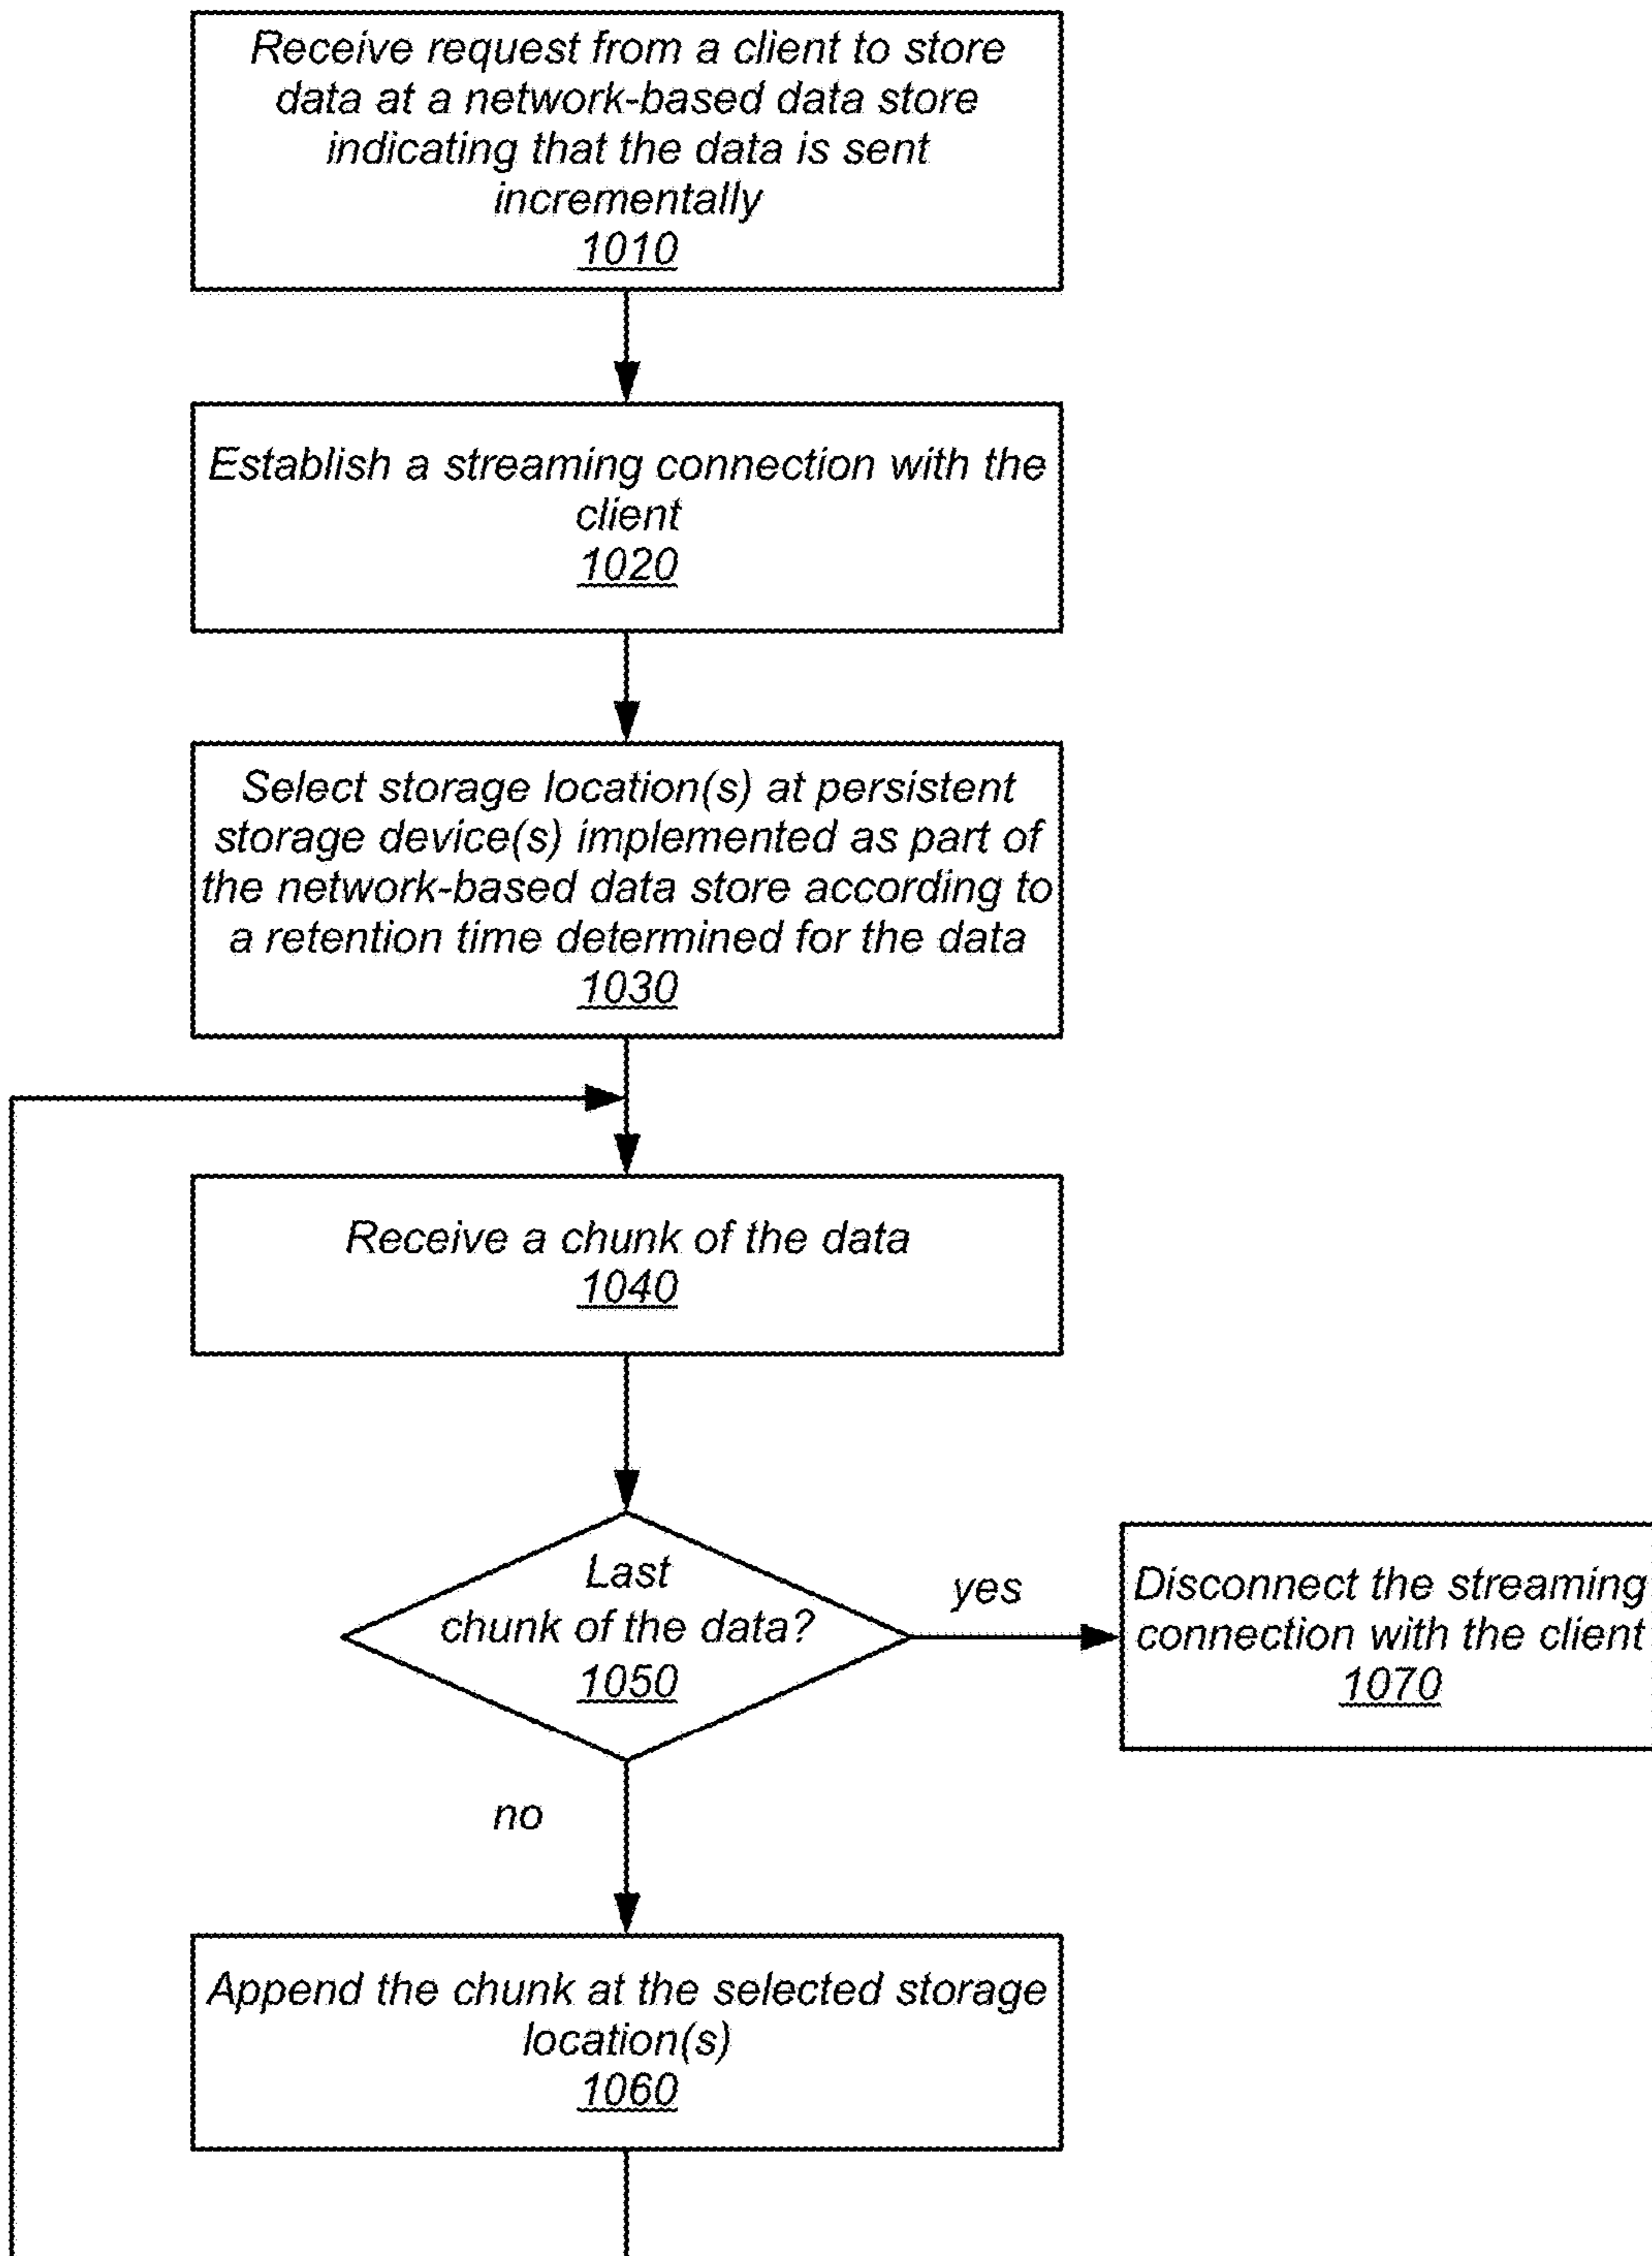 Receive request from a client to store
data at a network-based data store
indicating that the data is sent
incrementally
1010
Establish a streaming connection with the
client
1020
Select storage location(s) at persistent
storage device(s) implemented as part of
the network-based data store according to
a retention time determined for the data
1030
Receive a chunk of the data
1040
Last
chunk of the data?
1050
yes
Disconnect the streaming
connection with the client
1070
no
Append the chunk at the selected storage
location(s)
1060